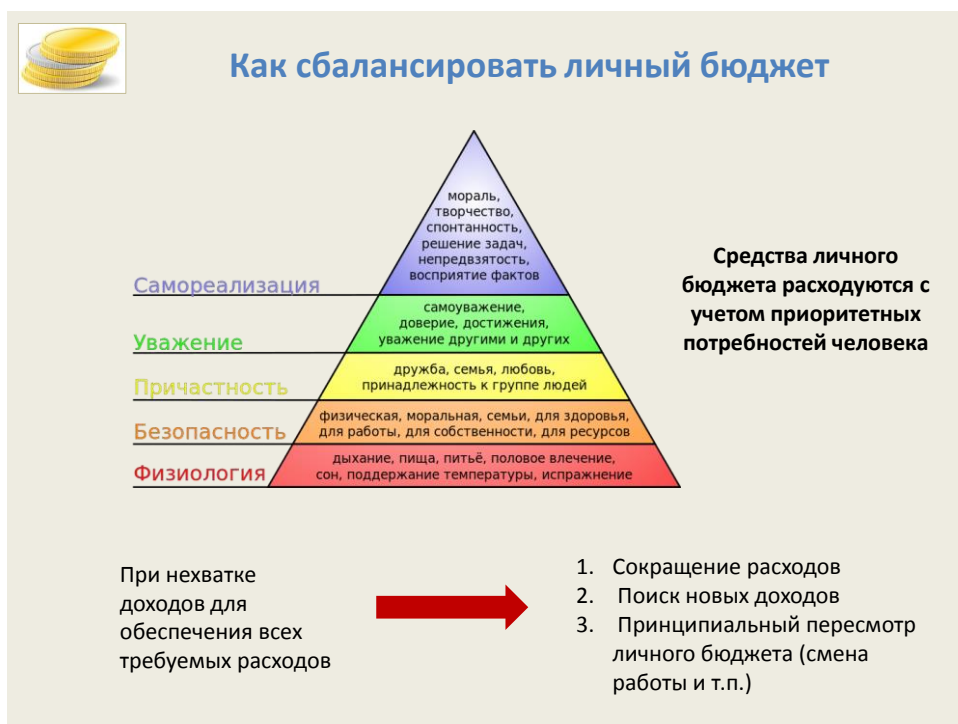 Как сбалансировать личный бюджет
мораль,
творчество,
спонтанность,
решение задач,
непредвзятость,
восприятие фактов
Самореализация
самоуважение,
доверие, достижения,
уважение другими и других
Уважение
дружба, семья, любовь,
принадлежность к группе людей
Причастность
физическая, моральная, семьи, для здоровья,
для работы, для собственности, для ресурсов
Безопасность
дыхание, пища, питьё, половое влечение,
сон, поддержание температуры, испражнение
Физиология
Средства личного
бюджета расходуются с
учетом приоритетных
потребностей человека
При нехватке
доходов для
обеспечения всех
требуемых расходов
1. Сокращение расходов
2. Поиск новых доходов
3. Принципиальный пересмотр
личного бюджета (смена
работы и т.п.)